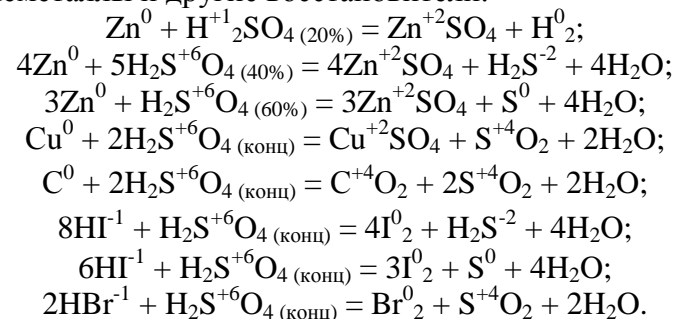 Zn⁰ + H⁺¹₂SO₄ ₍₂₀%₎ = Zn⁺²SO₄ + H⁰₂;
4Zn⁰ + 5H₂S⁺⁶O₄ (40%) = 4Zn⁺²SO₄ + H₂S⁻² + 4H₂O;
3Zn⁰ + H₂S⁺⁶O₄ (60%) = 3Zn⁺²SO₄ + S⁰ + 4H₂O;
Cu⁰ + 2H₂S⁺⁶O₄ (конц) = Cu⁺²SO₄ + S⁺⁴O₂ + 2H₂O;
C⁰ + 2H₂S⁺⁶O₄ (конц) = C⁺⁴O₂ + 2S⁺⁴O₂ + 2H₂O;
8HI⁻¹ + H₂S⁺⁶O₄ (конц) = 4I⁰₂ + H₂S⁻² + 4H₂O;
6HI⁻¹ + H₂S⁺⁶O₄ (конц) = 3I⁰₂ + S⁰ + 4H₂O;
2HBr⁻¹ + H₂S⁺⁶O₄ (конц) = Br⁰₂ + S⁺⁴O₂ + 2H₂O.